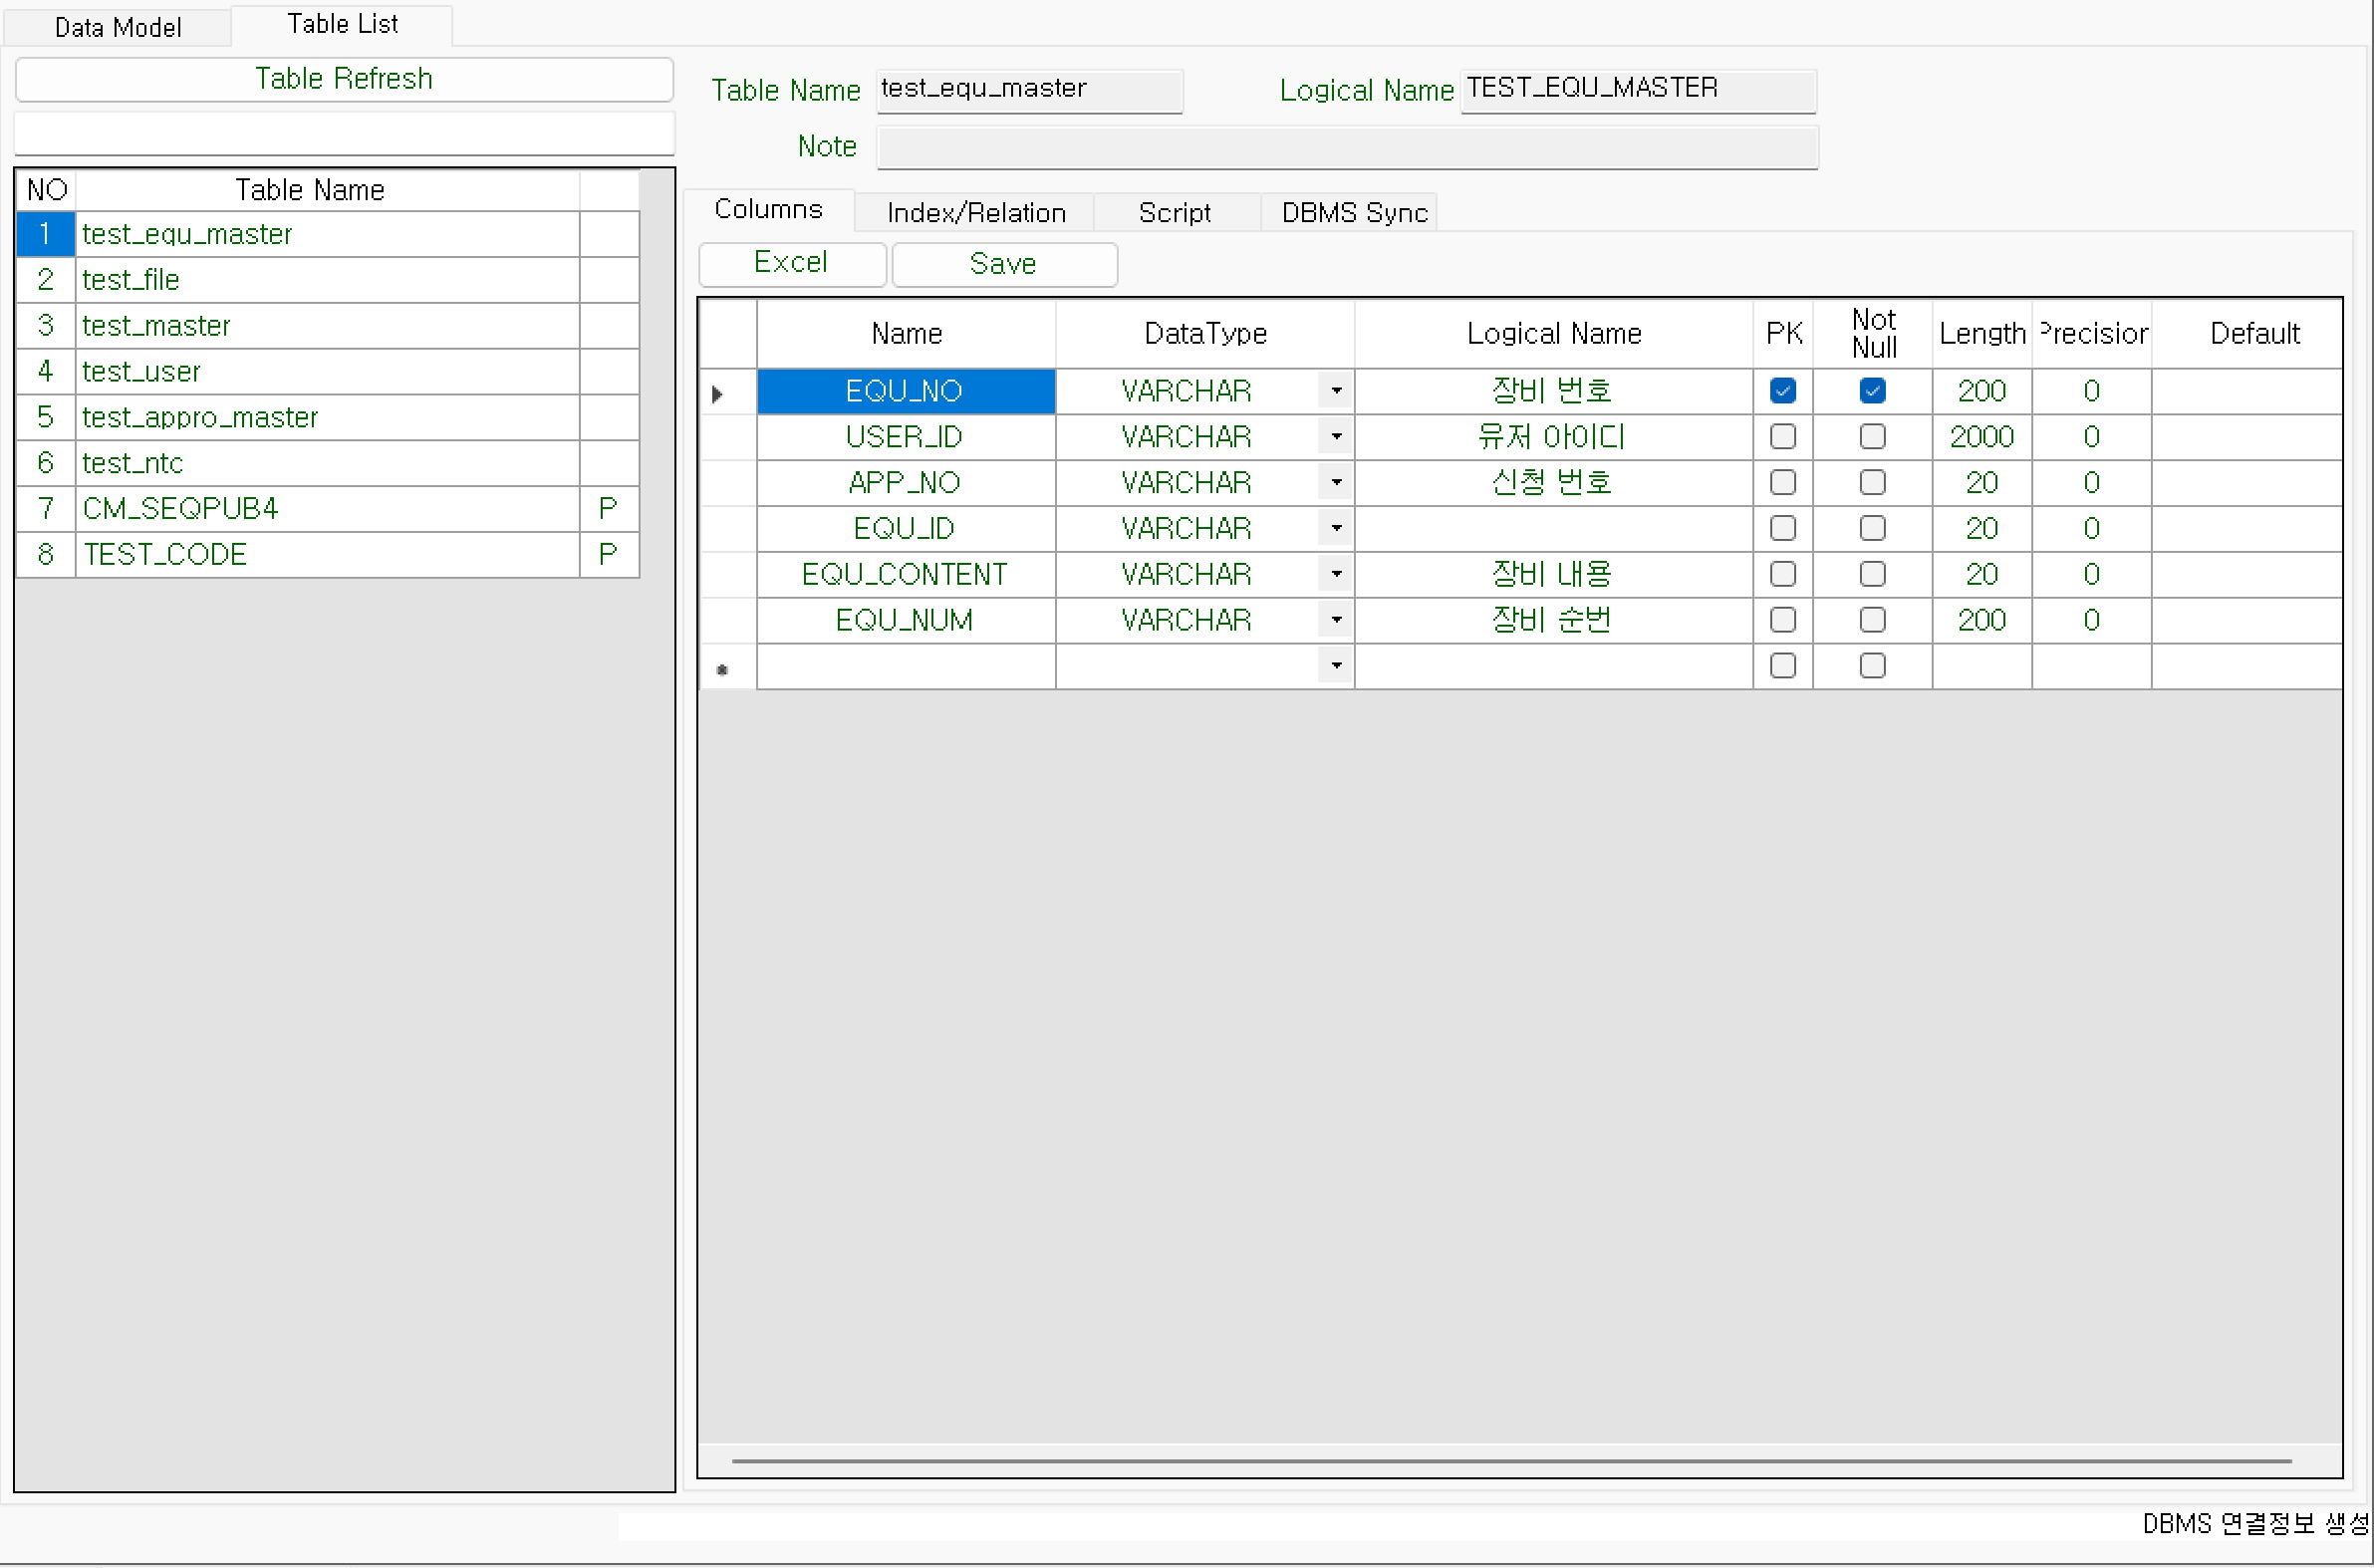 Data Model Table List
Table Refresh
Table Name test_equ_master Logical Name TEST_EQU_MASTER
Note
NO Table Name
1 test_equ_master
2 test_file
3 test_master
4 test_user
5 test_appro_master
6 test_ntc
7 CM_SEQPUB4 P
8 TEST_CODE P
Columns Index/Relation Script DBMS Sync
Excel Save
Name DataType Logical Name PK Not Null Length Precision Default
EQU_NO VARCHAR 장비 번호 200 0
USER_ID VARCHAR 유저 아이디 2000 0
APP_NO VARCHAR 신청 번호 20 0
EQU_ID VARCHAR 20 0
EQU_CONTENT VARCHAR 장비 내용 20 0
EQU_NUM VARCHAR 장비 순번 200 0
DBMS 연결정보 생성